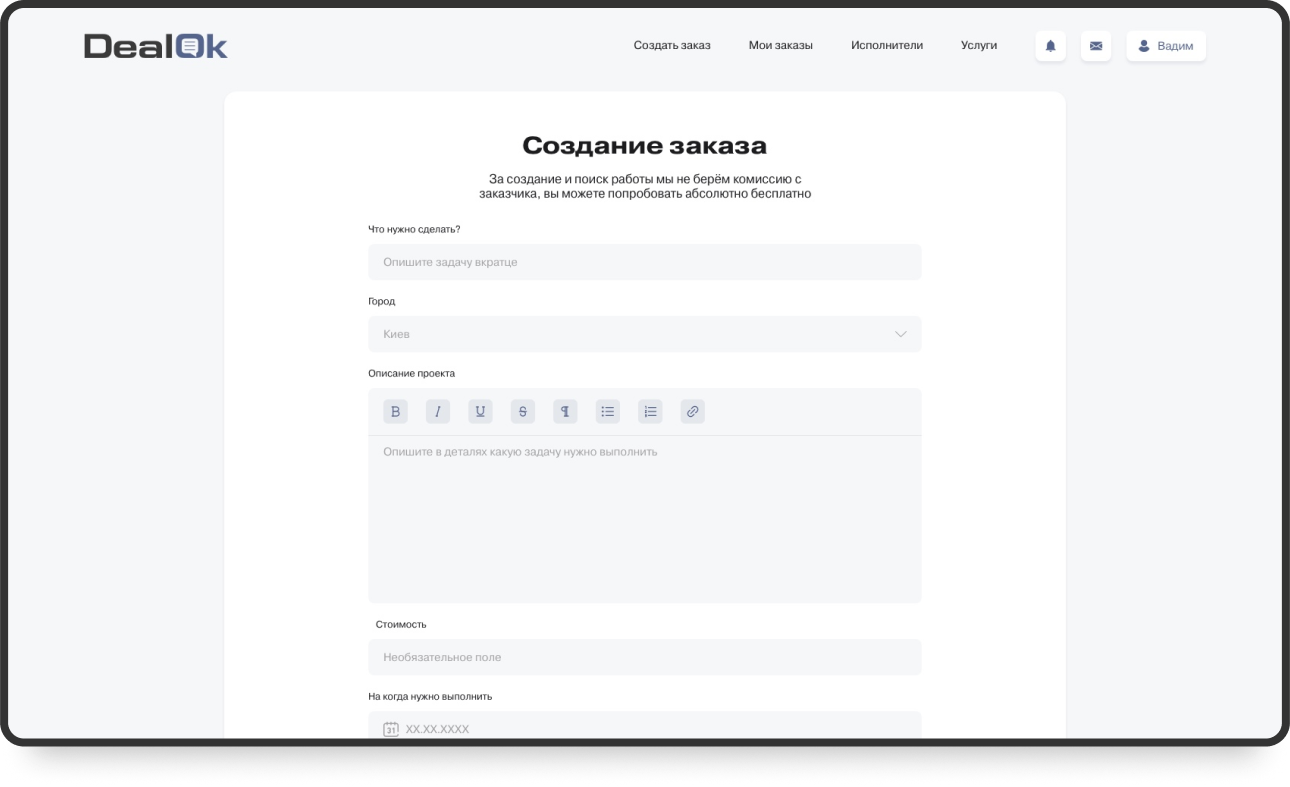 DealOk
Создать заказ
Мои заказы
Исполнители
Услуги
Вадим
Создание заказа
За создание и поиск работы мы не берём комиссию с
заказчика, вы можете попробовать абсолютно бесплатно
Что нужно сделать?
Опишите задачу вкратце
Город
Киев
Описание проекта
B I U S ¶
Опишите в деталях какую задачу нужно выполнить
Стоимость
Необязательное поле
На когда нужно выполнить
31 XX.XX.XXXX